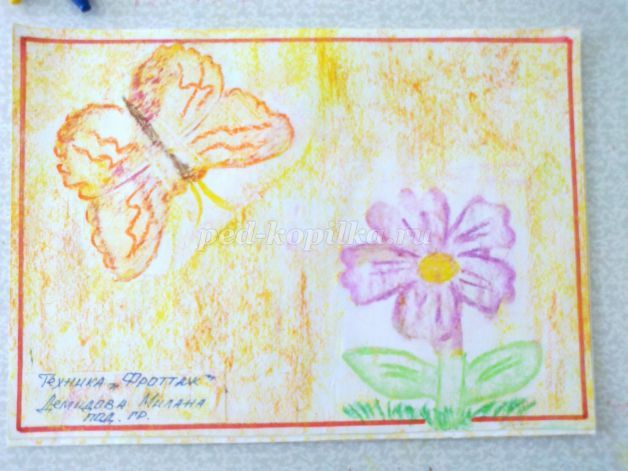 ped-kopilka.ru
Техника „Фроттаж"
Демидова Милана
под. гр.